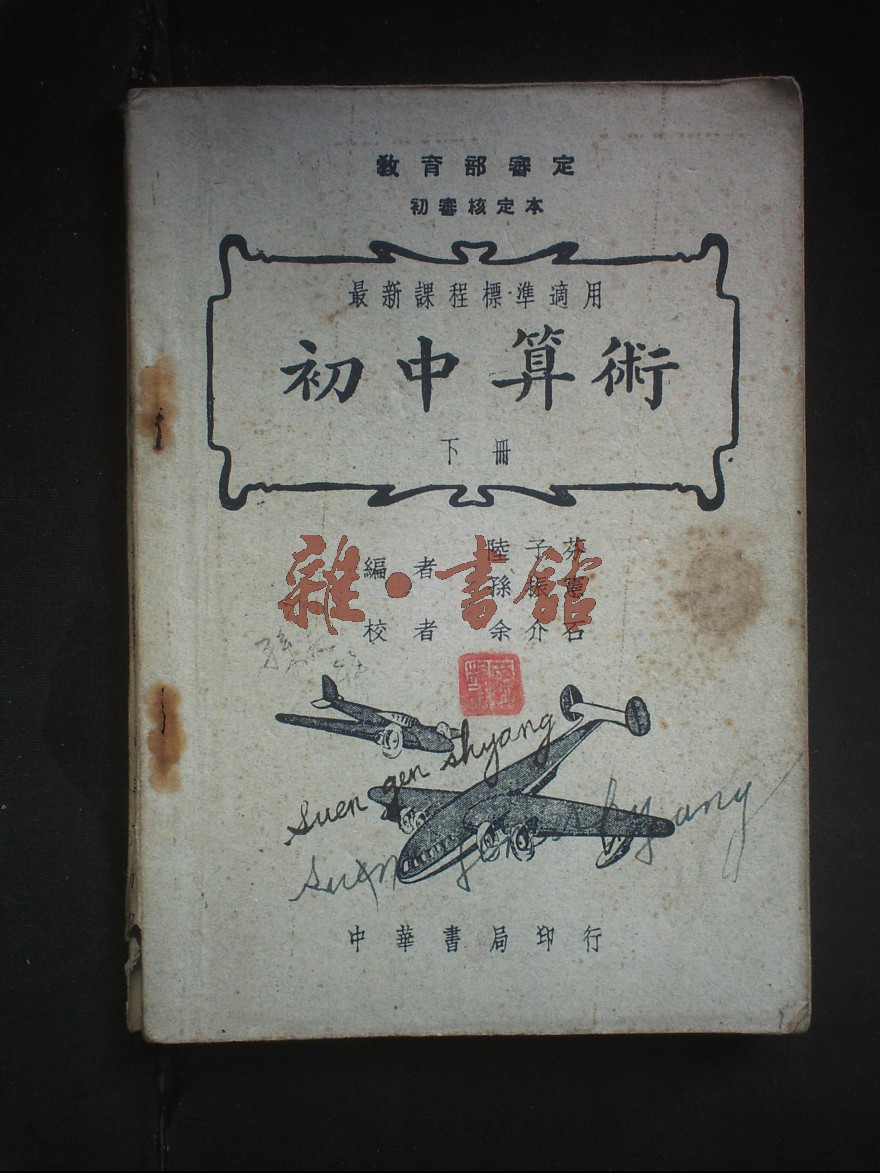 教育部審定
初審核定本
最新課程標準適用
初中算術
下冊
編者 陸子芬
孫振憲
雜·書館
校者 余介石
suen gen shyang
中華書局印行